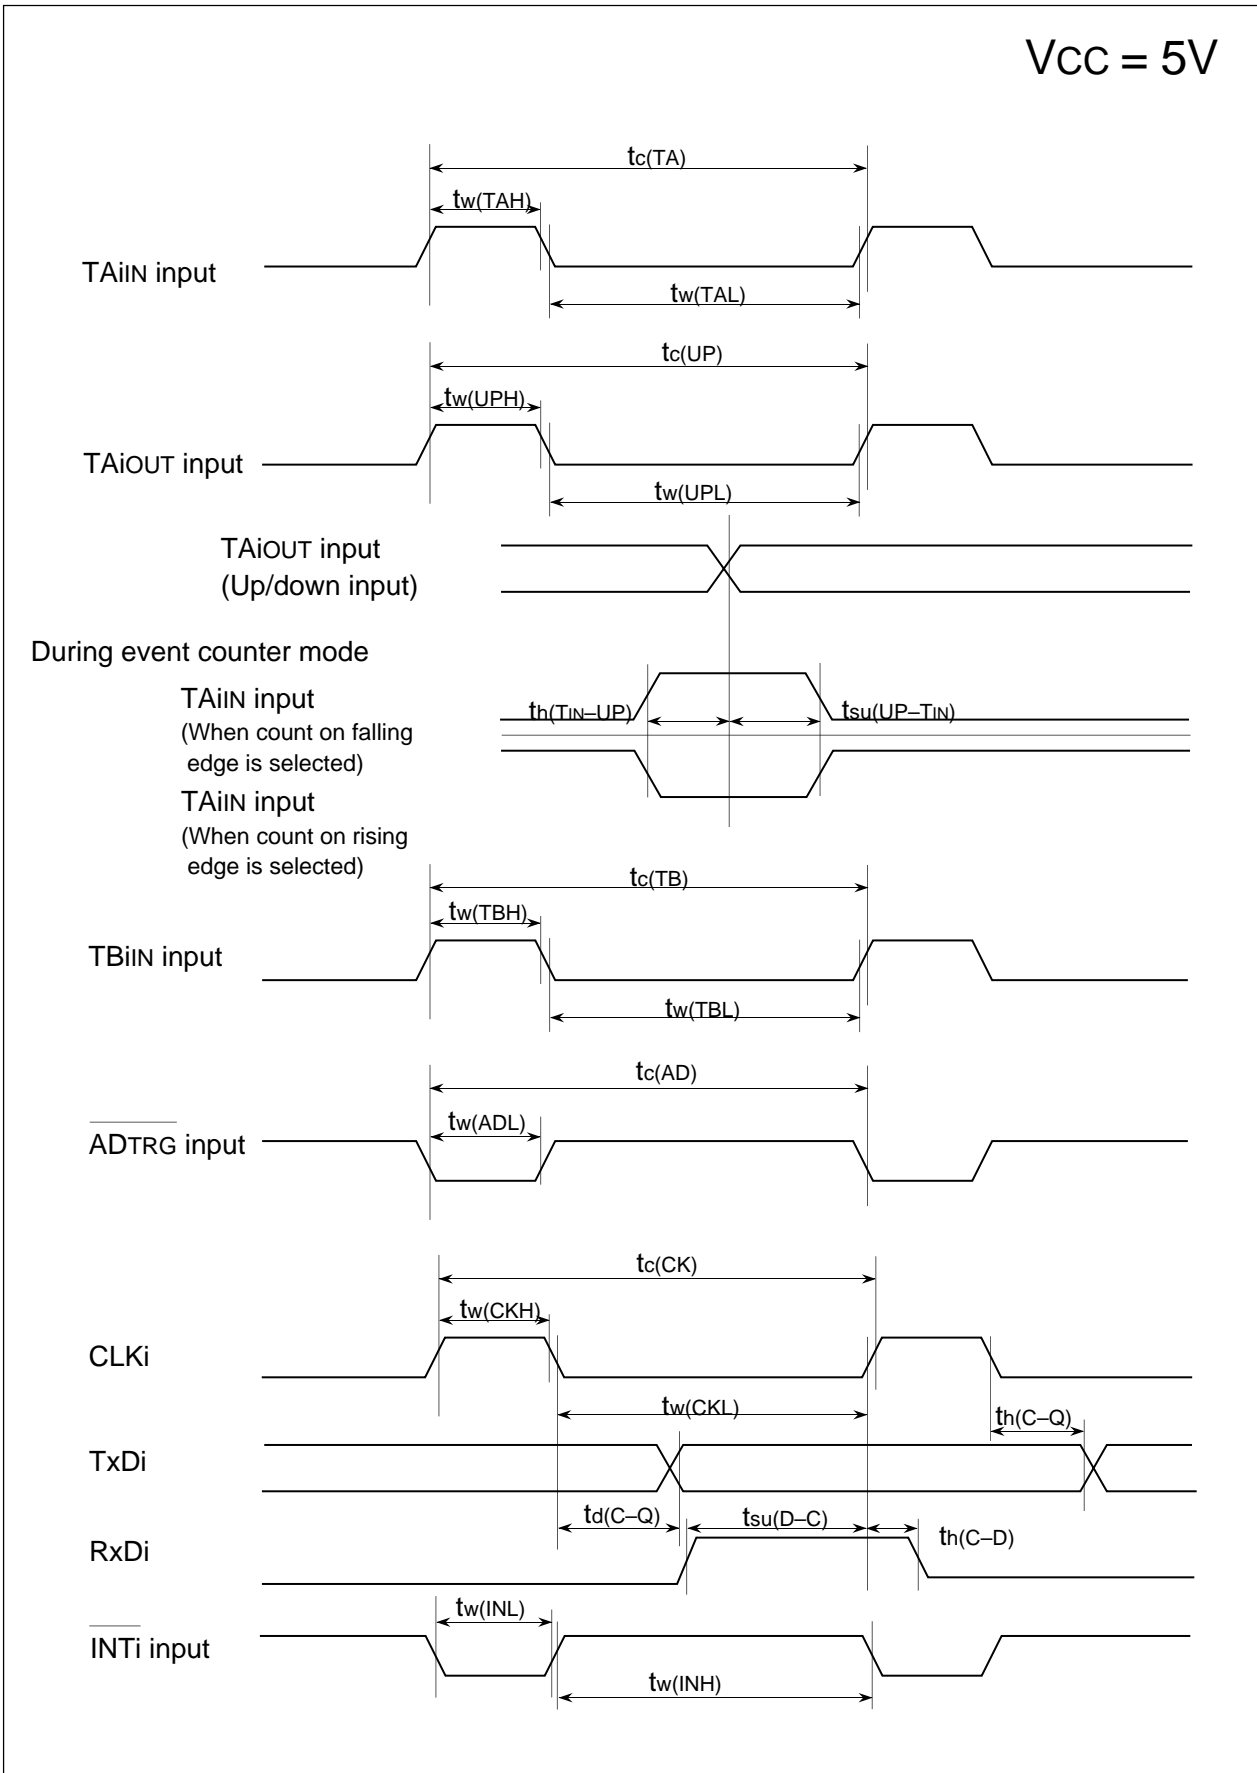 VCC = 5V
tc(TA)
tw(TAH)
TAiIN input
tw(TAL)
tc(UP)
tw(UPH)
TAiOUT input
tw(UPL)
TAiOUT input
(Up/down input)
During event counter mode
TAiIN input
(When count on falling
edge is selected)
th(TIN–UP)
tsu(UP–TIN)
TAiIN input
(When count on rising
edge is selected)
tc(TB)
tw(TBH)
TBiIN input
tw(TBL)
tc(AD)
tw(ADL)
ADTRG input
tc(CK)
tw(CKH)
CLKi
tw(CKL)
th(C–Q)
TxDi
td(C–Q)
tsu(D–C)
th(C–D)
RxDi
tw(INL)
INTi input
tw(INH)